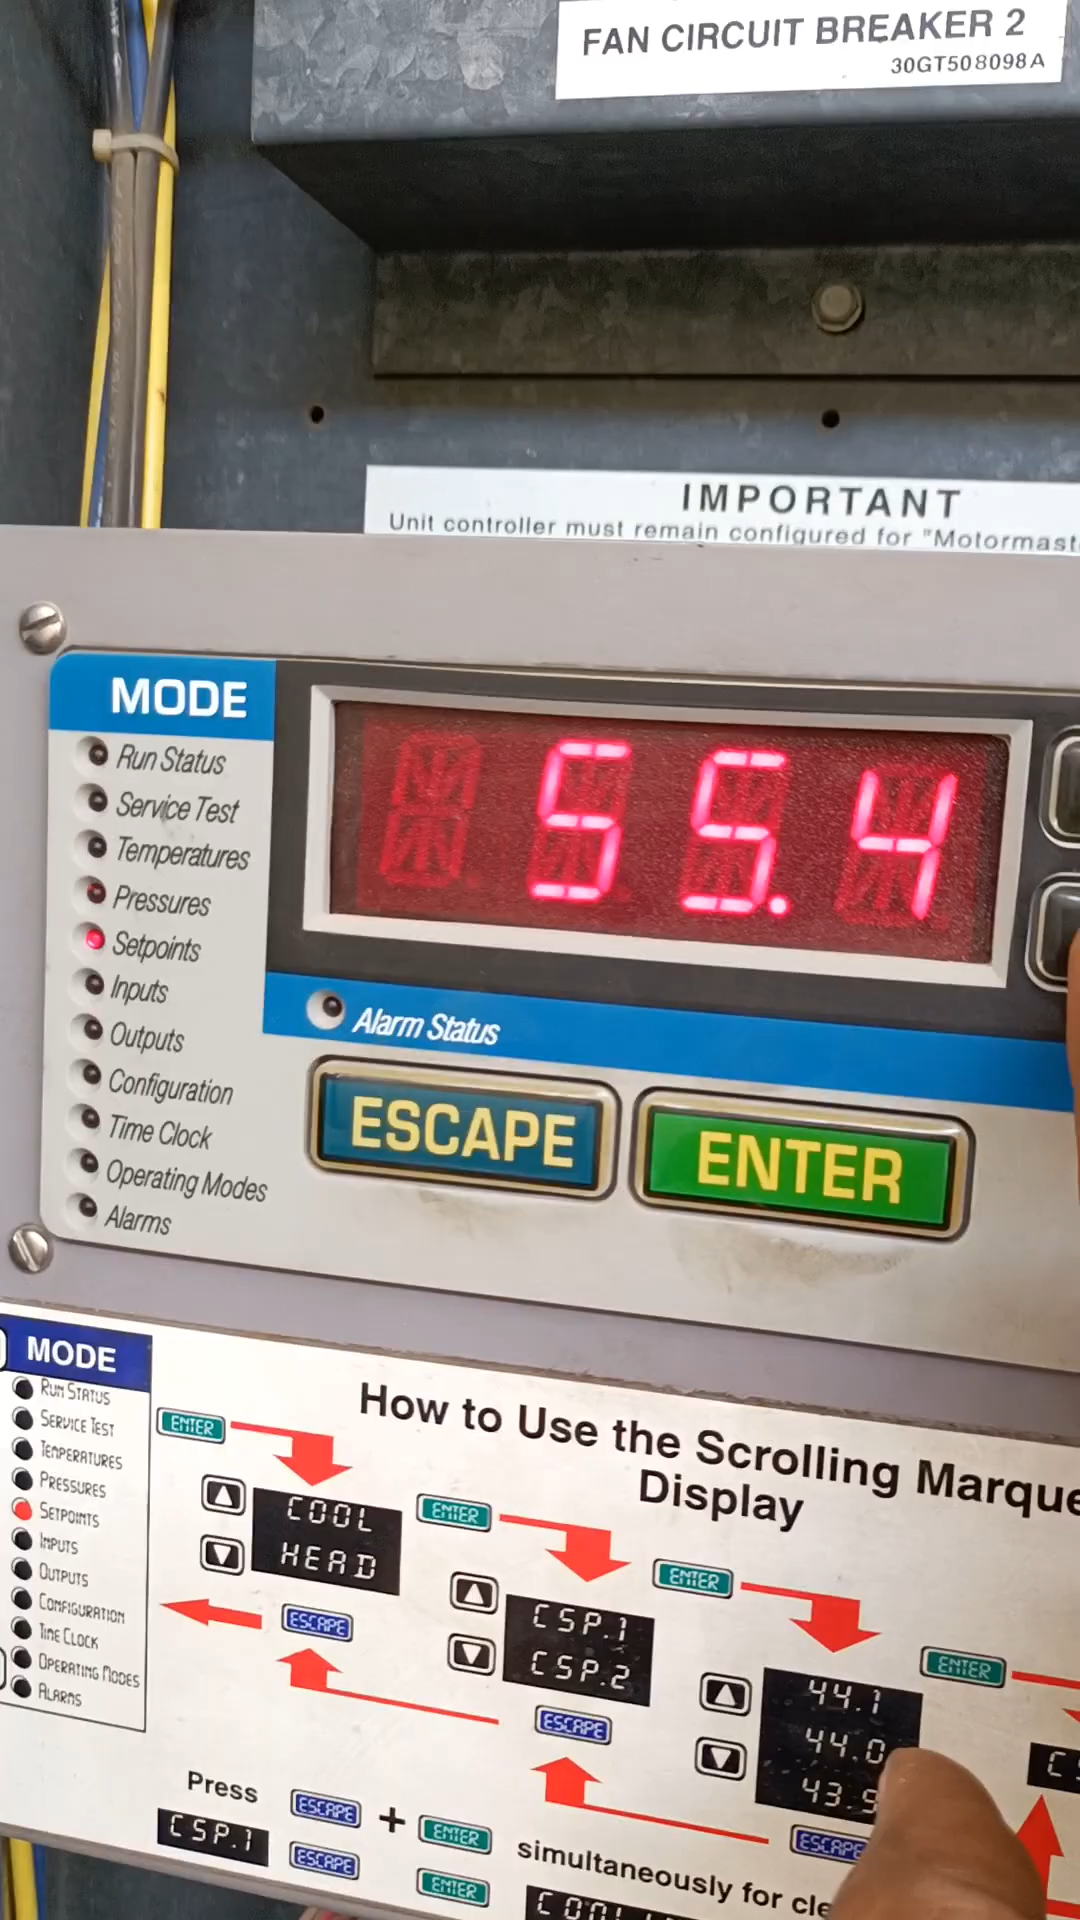 FAN CIRCUIT BREAKER 2
30GT508098A
IMPORTANT
Unit controller must remain configured for "Motormast
MODE
Run Status
Service Test
Temperatures
Pressures
Setpoints
Inputs
Outputs
Configuration
Time Clock
Operating Modes
Alarms
55.4
Alarm Status
ESCAPE
ENTER
MODE
RUN STATUS
SERVICE TEST
TEMPERATURES
PRESSURES
SETPOINTS
INPUTS
OUTPUTS
CONFIGURATION
TIME CLOCK
OPERATING MODES
ALARMS
How to Use the Scrolling Marque
Display
ENTER
COOL
HEAD
ESCAPE
ENTER
CSP.1
CSP.2
ESCAPE
ENTER
44.1
44.0
43.9
ESCAPE
ENTER
Press
CSP.1
ESCAPE + ENTER
ESCAPE
ENTER
simultaneously for cle